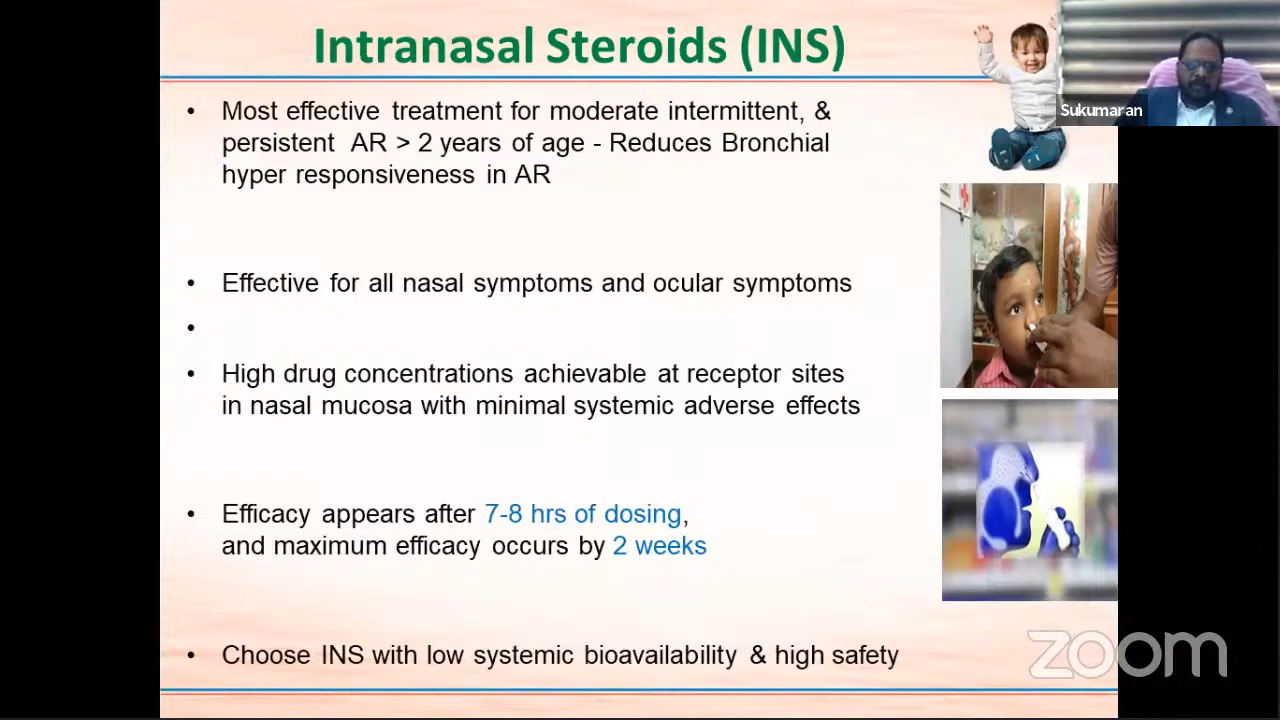 Intranasal Steroids (INS)
Sukumaran
• Most effective treatment for moderate intermittent, &
persistent AR > 2 years of age - Reduces Bronchial
hyper responsiveness in AR
• Effective for all nasal symptoms and ocular symptoms
•
• High drug concentrations achievable at receptor sites
in nasal mucosa with minimal systemic adverse effects
• Efficacy appears after 7-8 hrs of dosing,
and maximum efficacy occurs by 2 weeks
• Choose INS with low systemic bioavailability & high safety
zoom